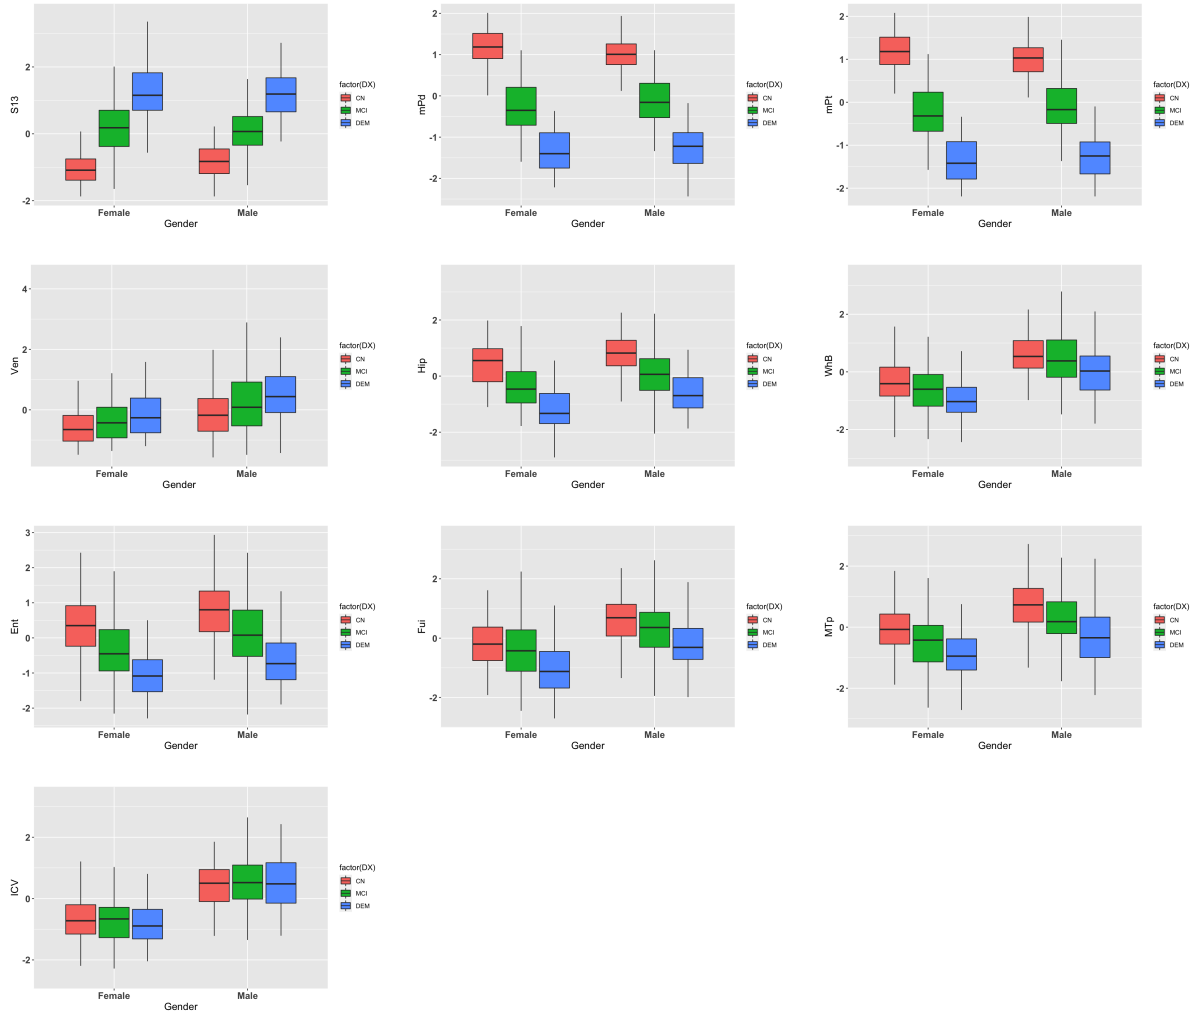 S13
2
0
-2
Female Male
Gender
factor(DX)
CN
MCI
DEM
mPd
2
1
0
-1
-2
Female Male
Gender
factor(DX)
CN
MCI
DEM
mPt
2
1
0
-1
-2
Female Male
Gender
factor(DX)
CN
MCI
DEM
Ven
4
2
0
Female Male
Gender
factor(DX)
CN
MCI
DEM
Hip
2
0
-2
Female Male
Gender
factor(DX)
CN
MCI
DEM
WhB
2
0
-2
Female Male
Gender
factor(DX)
CN
MCI
DEM
Ent
3
2
1
0
-1
-2
Female Male
Gender
factor(DX)
CN
MCI
DEM
Fui
2
0
-2
Female Male
Gender
factor(DX)
CN
MCI
DEM
MTp
2
0
-2
Female Male
Gender
factor(DX)
CN
MCI
DEM
ICV
2
0
-2
Female Male
Gender
factor(DX)
CN
MCI
DEM